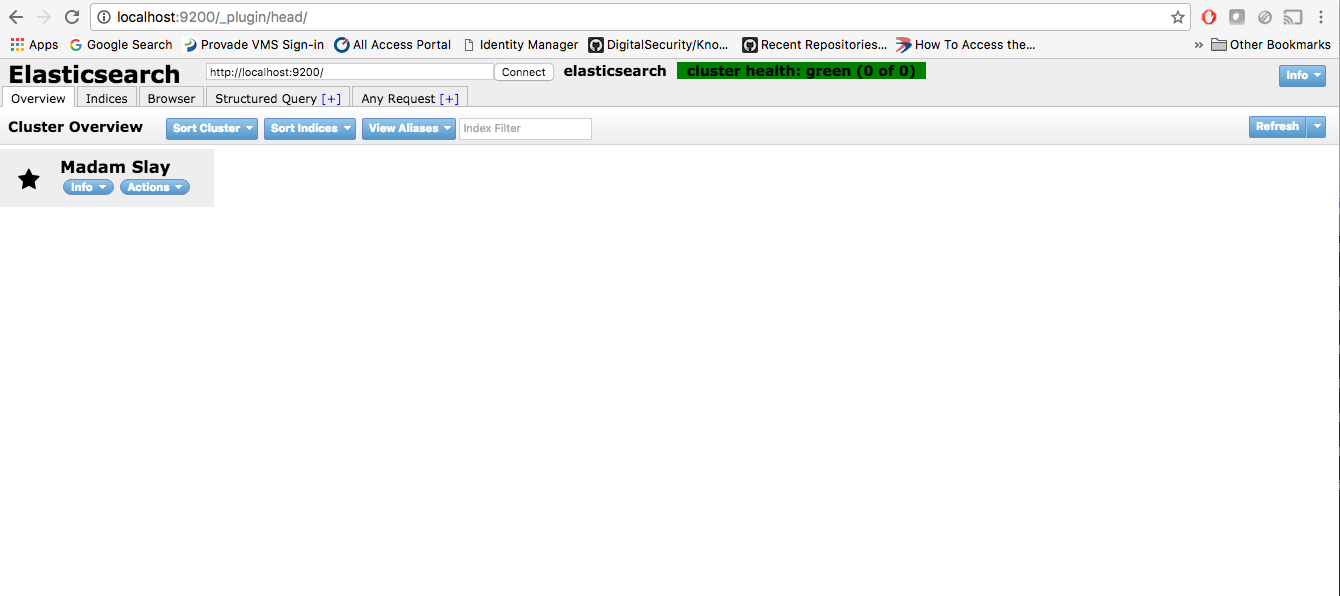 localhost:9200/_plugin/head/
Apps Google Search Provade VMS Sign-in All Access Portal Identity Manager DigitalSecurity/Kno... Recent Repositories... How To Access the... » Other Bookmarks
Elasticsearch http://localhost:9200/ Connect elasticsearch cluster health: green (0 of 0) Info
Overview Indices Browser Structured Query [+] Any Request [+]
Cluster Overview Sort Cluster Sort Indices View Aliases Index Filter Refresh
Madam Slay
Info Actions